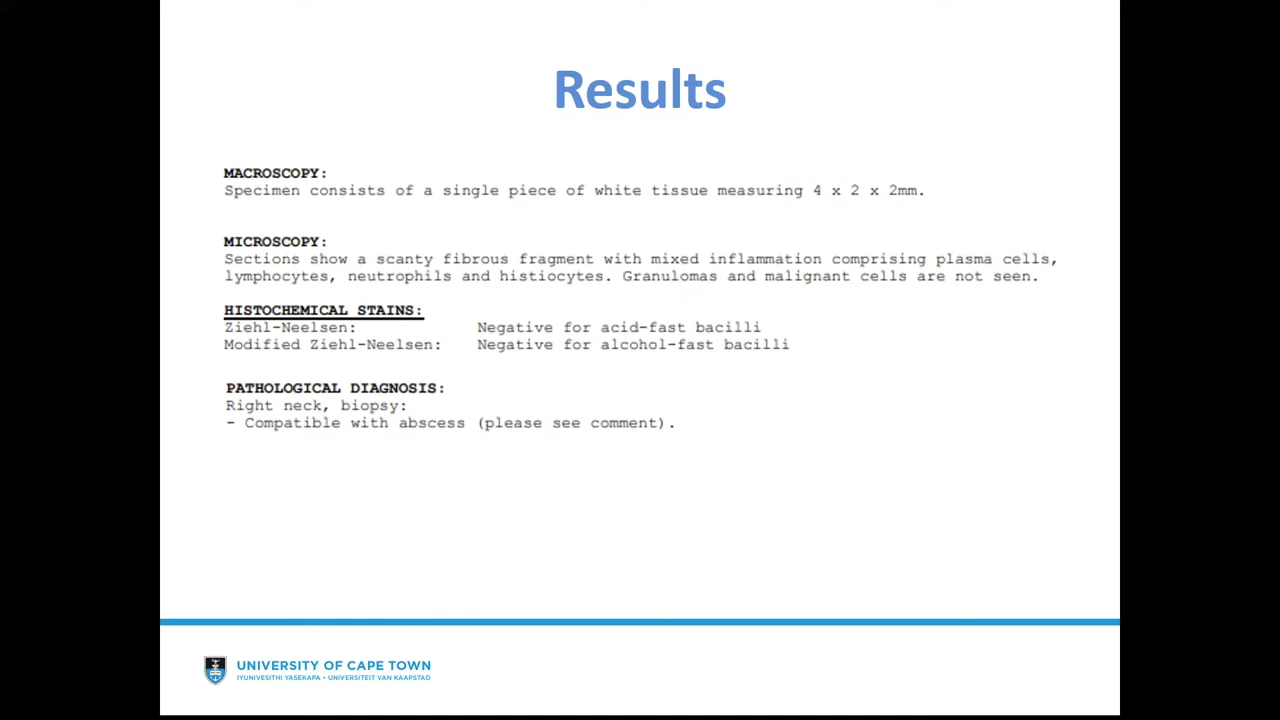 Results
MACROSCOPY:
Specimen consists of a single piece of white tissue measuring 4 x 2 x 2mm.
MICROSCOPY:
Sections show a scanty fibrous fragment with mixed inflammation comprising plasma cells,
lymphocytes, neutrophils and histiocytes. Granulomas and malignant cells are not seen.
HISTOCHEMICAL STAINS:
Ziehl-Neelsen: Negative for acid-fast bacilli
Modified Ziehl-Neelsen: Negative for alcohol-fast bacilli
PATHOLOGICAL DIAGNOSIS:
Right neck, biopsy:
- Compatible with abscess (please see comment).
UNIVERSITY OF CAPE TOWN
IYUNIVESITHI YASEKAPA • UNIVERSITEIT VAN KAAPSTAD